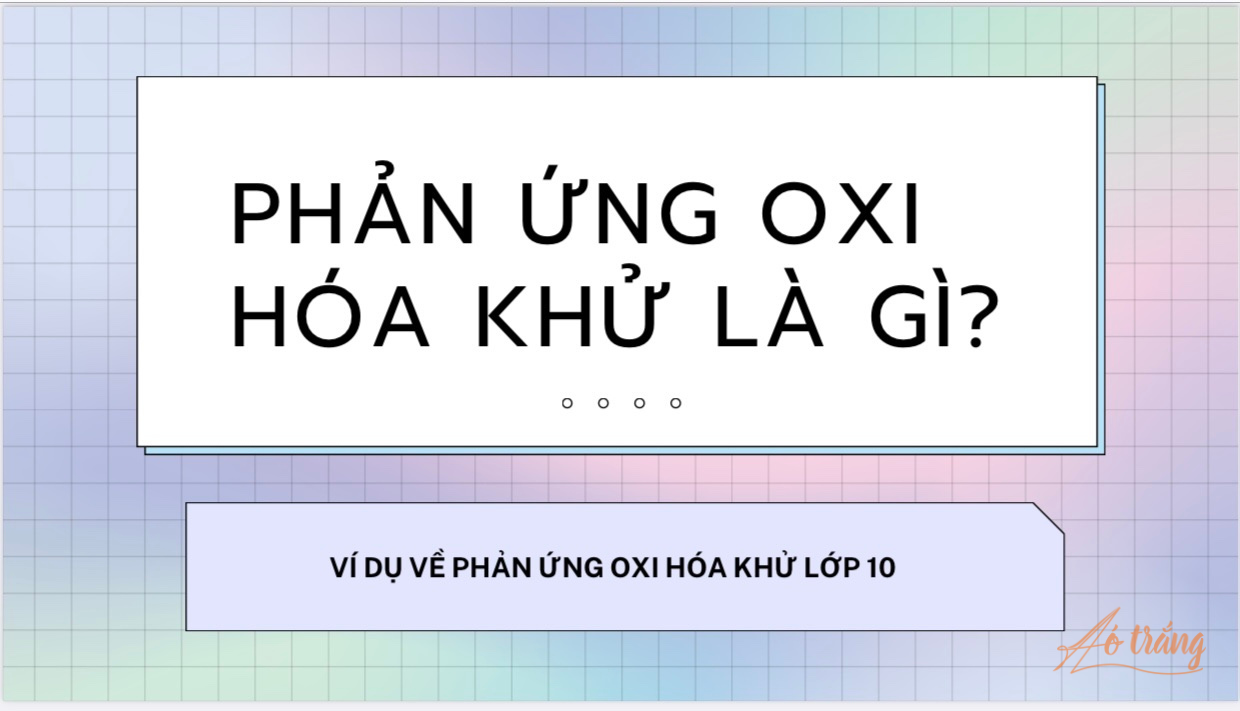 PHẢN ỨNG OXI
HÓA KHỬ LÀ GÌ?
VÍ DỤ VỀ PHẢN ỨNG OXI HÓA KHỬ LỚP 10
Áo trắng